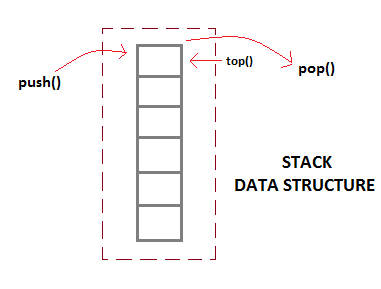 top()
push()
pop()
STACK
DATA STRUCTURE